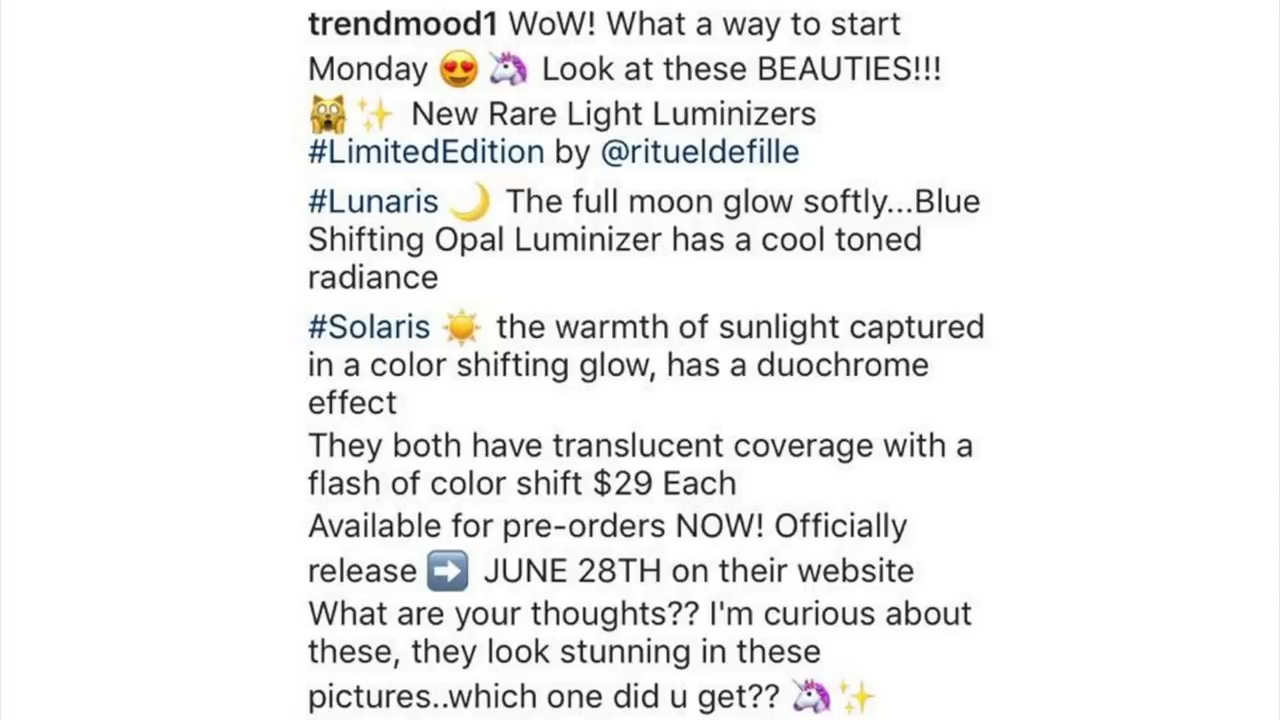 trendmood1 WoW! What a way to start
Monday 😍🦄 Look at these BEAUTIES!!!
🙀✨ New Rare Light Luminizers
#LimitedEdition by @ritueldefille
#Lunaris 🌙 The full moon glow softly...Blue
Shifting Opal Luminizer has a cool toned
radiance
#Solaris ☀️ the warmth of sunlight captured
in a color shifting glow, has a duochrome
effect
They both have translucent coverage with a
flash of color shift $29 Each
Available for pre-orders NOW! Officially
release ➡️ JUNE 28TH on their website
What are your thoughts?? I'm curious about
these, they look stunning in these
pictures..which one did u get?? 🦄✨